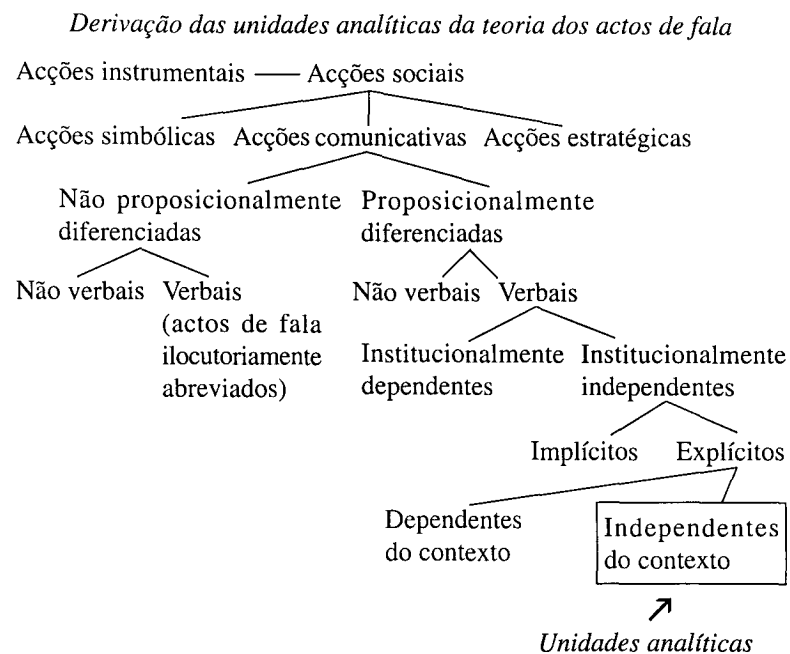 Derivação das unidades analíticas da teoria dos actos de fala
Acções instrumentais — Acções sociais
Acções simbólicas Acções comunicativas Acções estratégicas
Não proposicionalmente Proposicionalmente
diferenciadas diferenciadas
Não verbais Verbais Não verbais Verbais
(actos de fala
ilocutoriamente Institucionalmente Institucionalmente
abreviados) dependentes independentes
Implícitos Explícitos
Dependentes Independentes
do contexto do contexto
Unidades analíticas